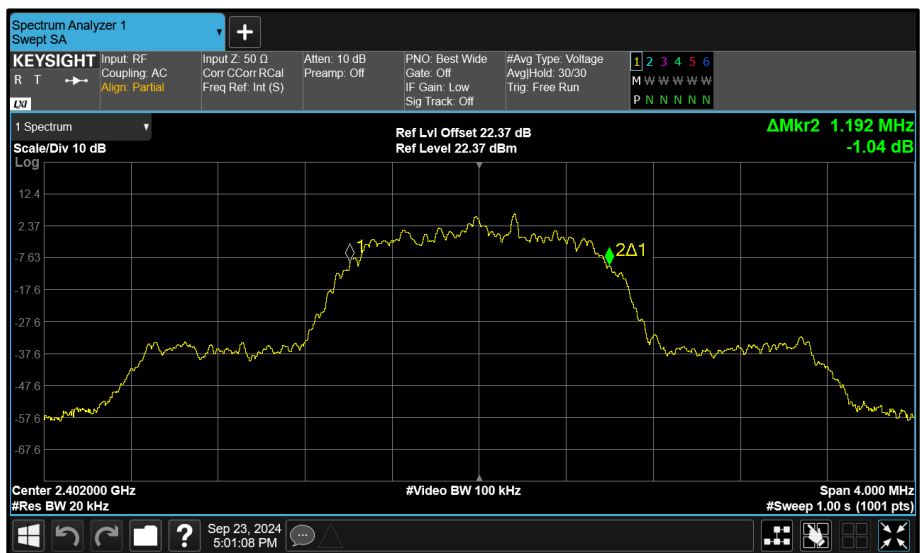 Spectrum Analyzer 1
Swept SA
+
KEYSIGHT
R T
LXI
Input: RF
Coupling: AC
Align: Partial
Input Z: 50 Ω
Corr CCorr RCal
Freq Ref: Int (S)
Atten: 10 dB
Preamp: Off
PNO: Best Wide
Gate: Off
IF Gain: Low
Sig Track: Off
#Avg Type: Voltage
Avg|Hold: 30/30
Trig: Free Run
1 2 3 4 5 6
M W W W W W
P N N N N N
1 Spectrum
Scale/Div 10 dB
Log
Ref Lvl Offset 22.37 dB
Ref Level 22.37 dBm
ΔMkr2 1.192 MHz
-1.04 dB
12.4
2.37
-7.63
-17.6
-27.6
-37.6
-47.6
-57.6
-67.6
1
2Δ1
Center 2.402000 GHz
#Res BW 20 kHz
#Video BW 100 kHz
Span 4.000 MHz
#Sweep 1.00 s (1001 pts)
?
Sep 23, 2024
5:01:08 PM